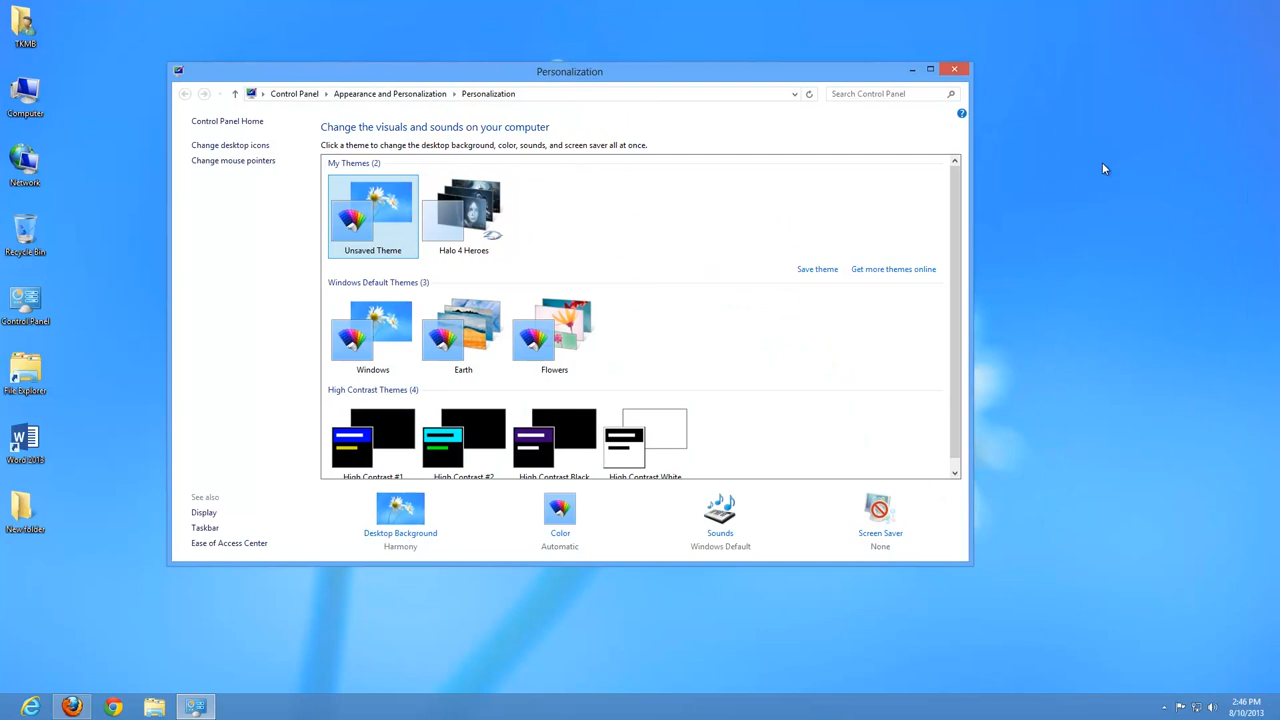 TKMB
Computer
Network
Recycle Bin
Control Panel
File Explorer
Word 2013
New folder
Personalization
Control Panel
Appearance and Personalization
Personalization
Search Control Panel
Control Panel Home
Change desktop icons
Change mouse pointers
See also
Display
Taskbar
Ease of Access Center
Change the visuals and sounds on your computer
Click a theme to change the desktop background, color, sounds, and screen saver all at once.
My Themes (2)
Unsaved Theme
Halo 4 Heroes
Save theme
Get more themes online
Windows Default Themes (3)
Windows
Earth
Flowers
High Contrast Themes (4)
High Contrast #1
High Contrast #2
High Contrast Black
High Contrast White
Desktop Background
Harmony
Color
Automatic
Sounds
Windows Default
Screen Saver
None
2:46 PM
8/10/2013